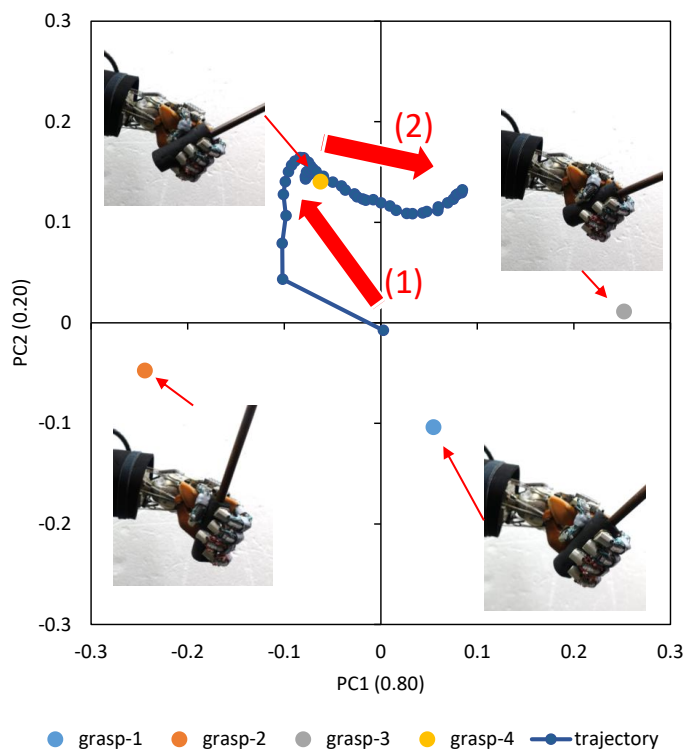 0.3
0.2
0.1
0
-0.1
-0.2
-0.3
PC2 (0.20)
(2)
(1)
-0.3 -0.2 -0.1 0 0.1 0.2 0.3
PC1 (0.80)
grasp-1 grasp-2 grasp-3 grasp-4 trajectory